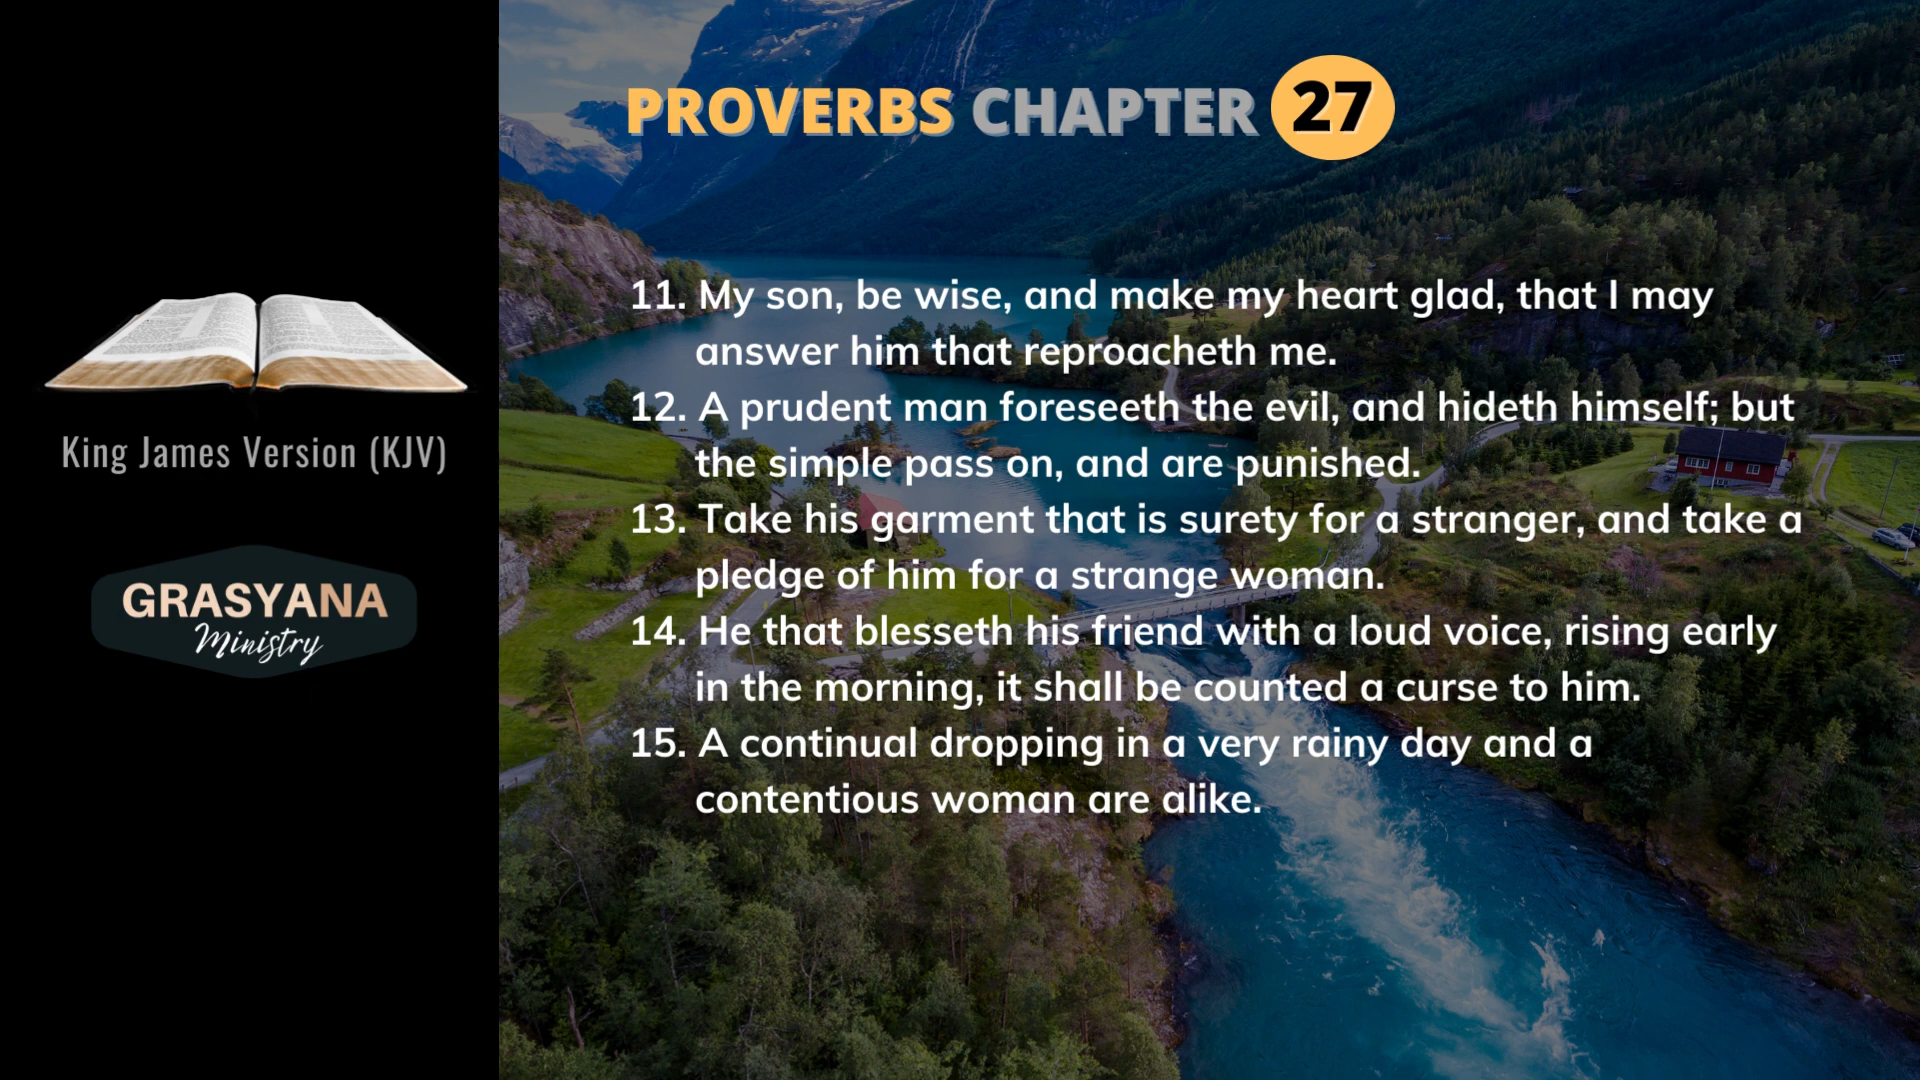 PROVERBS CHAPTER 27
11. My son, be wise, and make my heart glad, that I may
answer him that reproacheth me.
12. A prudent man foreseeth the evil, and hideth himself; but
the simple pass on, and are punished.
13. Take his garment that is surety for a stranger, and take a
pledge of him for a strange woman.
14. He that blesseth his friend with a loud voice, rising early
in the morning, it shall be counted a curse to him.
15. A continual dropping in a very rainy day and a
contentious woman are alike.
King James Version (KJV)
GRASYANA
Ministry